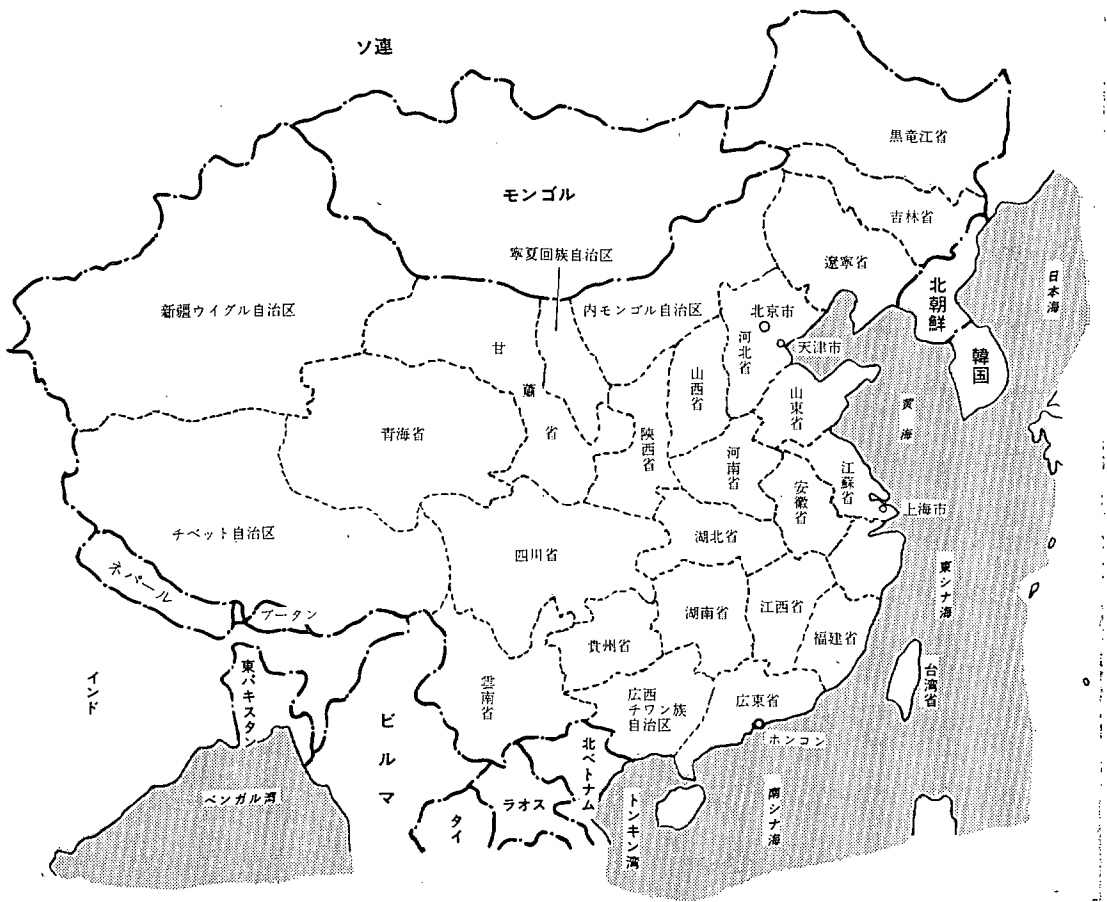 ソ連
黒竜江省
モンゴル
吉林省
寧夏回族自治区
遼寧省
北朝鮮
日本海
新疆ウイグル自治区
内モンゴル自治区
北京市
河北省
天津市
韓国
甘粛省
山西省
山東省
黄海
青海省
陝西省
河南省
江蘇省
安徽省
上海市
チベット自治区
四川省
湖北省
東シナ海
ネパール
ブータン
湖南省
江西省
貴州省
福建省
台湾省
インド
東パキスタン
雲南省
広西
チワン族
自治区
広東省
ビルマ
ホンコン
北ベトナム
ベンガル湾
ラオス
タイ
トンキン湾
南シナ海